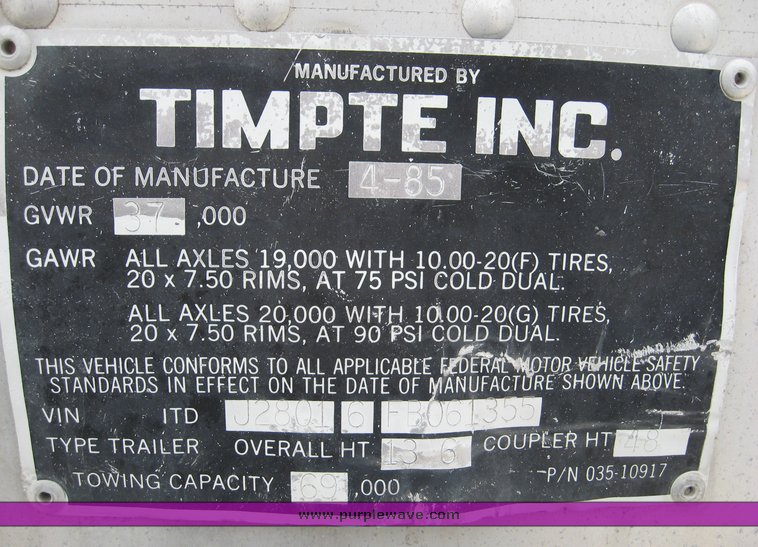 MANUFACTURED BY
TIMPTE INC.
DATE OF MANUFACTURE 4-85
GVWR 37 ,000
GAWR ALL AXLES 19,000 WITH 10.00-20(F) TIRES,
20 x 7.50 RIMS, AT 75 PSI COLD DUAL.
ALL AXLES 20,000 WITH 10.00-20(G) TIRES,
20 x 7.50 RIMS, AT 90 PSI COLD DUAL.
THIS VEHICLE CONFORMS TO ALL APPLICABLE FEDERAL MOTOR VEHICLE SAFETY
STANDARDS IN EFFECT ON THE DATE OF MANUFACTURE SHOWN ABOVE.
VIN 1TD J2801 6 FB061355
TYPE TRAILER OVERALL HT 13 6 COUPLER HT 48
TOWING CAPACITY 69 ,000 P/N 035-10917
www.purplewave.com